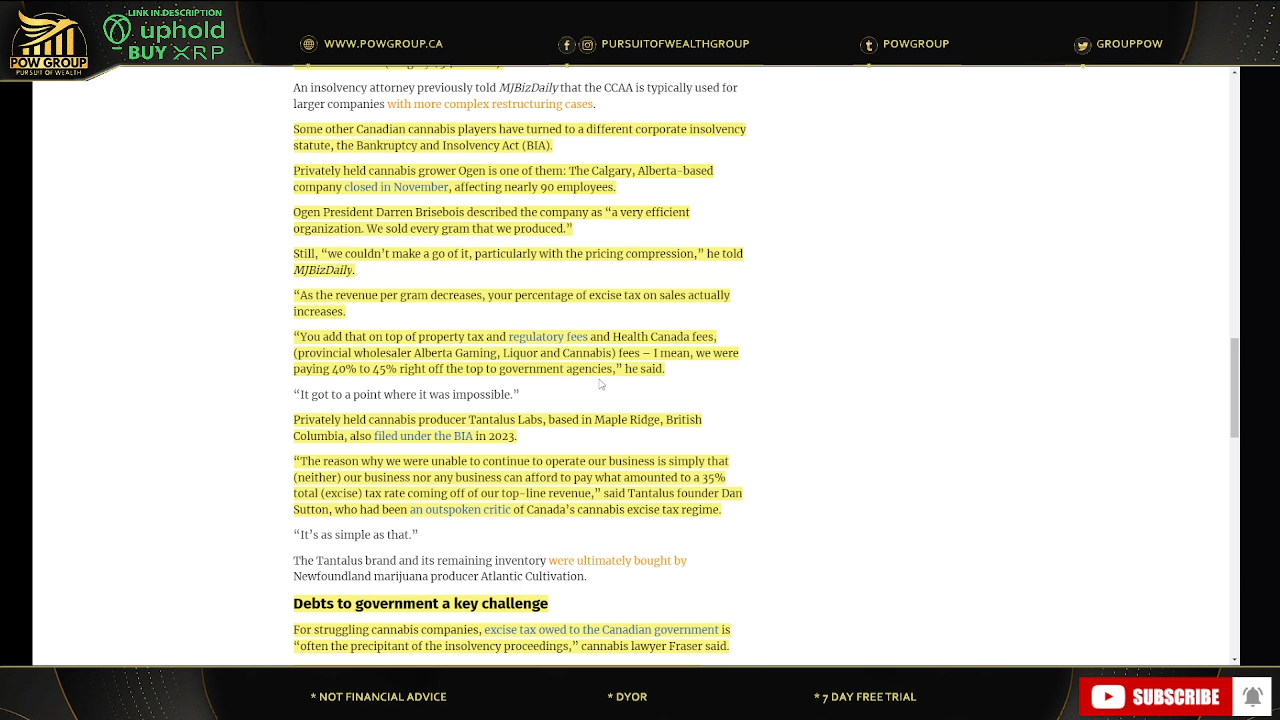 LINK IN DESCRIPTION
uphold
BUY XRP
POW GROUP
PURSUIT OF WEALTH
WWW.POWGROUP.CA
PURSUITOFWEALTHGROUP
POWGROUP
GROUPPOW
An insolvency attorney previously told MJBizDaily that the CCAA is typically used for
larger companies with more complex restructuring cases.
Some other Canadian cannabis players have turned to a different corporate insolvency
statute, the Bankruptcy and Insolvency Act (BIA).
Privately held cannabis grower Ogen is one of them: The Calgary, Alberta-based
company closed in November, affecting nearly 90 employees.
Ogen President Darren Brisebois described the company as “a very efficient
organization. We sold every gram that we produced.”
Still, “we couldn’t make a go of it, particularly with the pricing compression,” he told
MJBizDaily.
“As the revenue per gram decreases, your percentage of excise tax on sales actually
increases.
“You add that on top of property tax and regulatory fees and Health Canada fees,
(provincial wholesaler Alberta Gaming, Liquor and Cannabis) fees – I mean, we were
paying 40% to 45% right off the top to government agencies,” he said.
“It got to a point where it was impossible.”
Privately held cannabis producer Tantalus Labs, based in Maple Ridge, British
Columbia, also filed under the BIA in 2023.
“The reason why we were unable to continue to operate our business is simply that
(neither) our business nor any business can afford to pay what amounted to a 35%
total (excise) tax rate coming off of our top-line revenue,” said Tantalus founder Dan
Sutton, who had been an outspoken critic of Canada’s cannabis excise tax regime.
“It’s as simple as that.”
The Tantalus brand and its remaining inventory were ultimately bought by
Newfoundland marijuana producer Atlantic Cultivation.
Debts to government a key challenge
For struggling cannabis companies, excise tax owed to the Canadian government is
“often the precipitant of the insolvency proceedings,” cannabis lawyer Fraser said.
* NOT FINANCIAL ADVICE
* DYOR
* 7 DAY FREE TRIAL
SUBSCRIBE